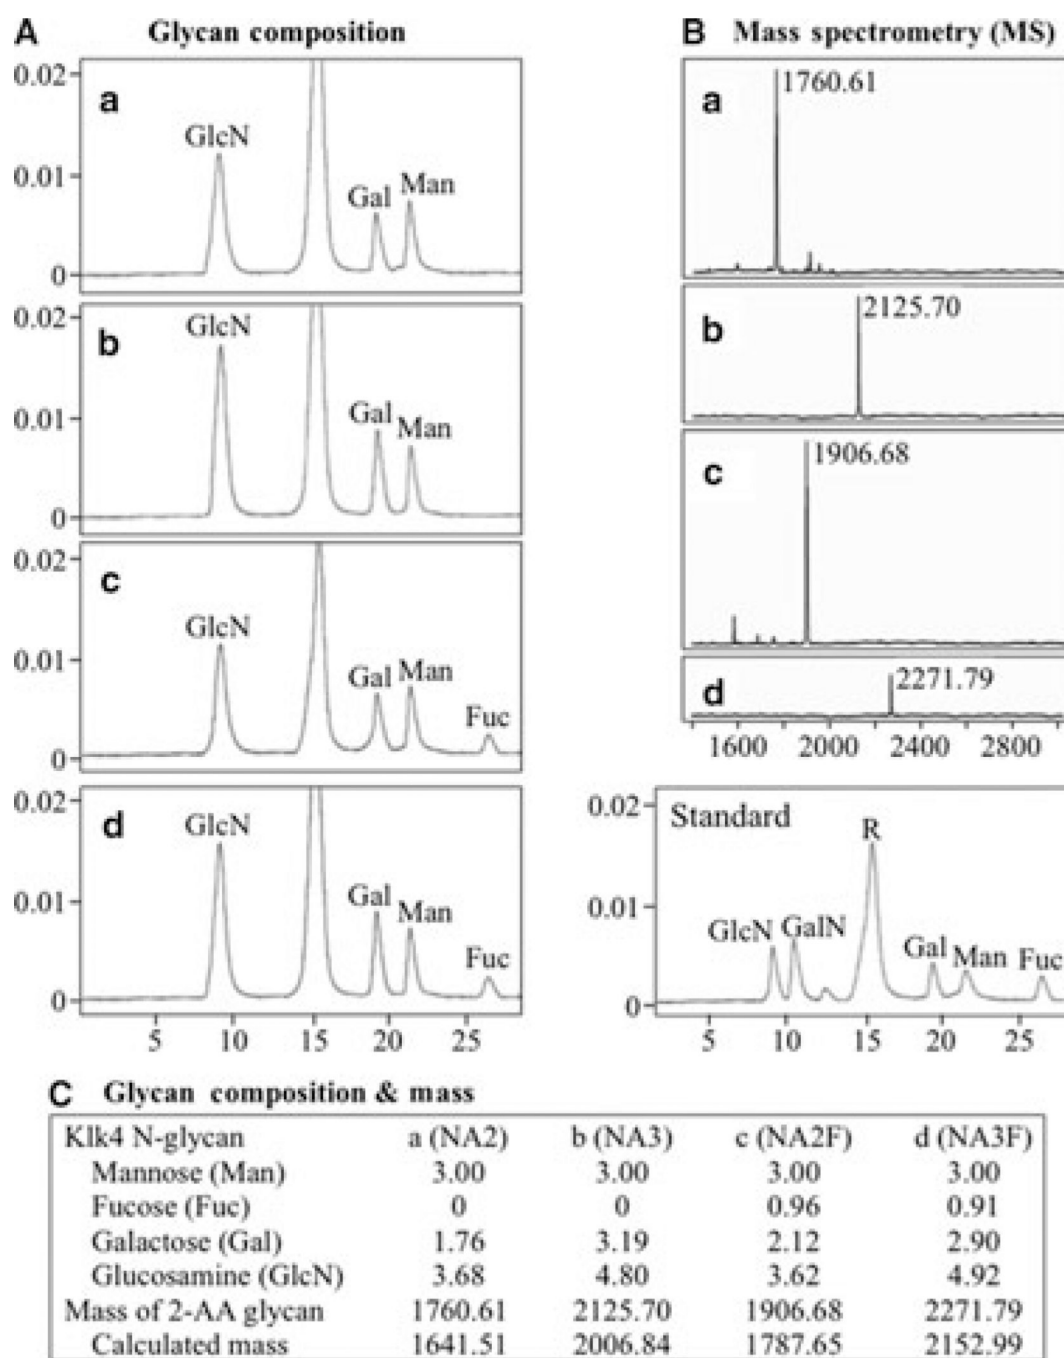 A Glycan composition
0.02
a
GlcN
0.01
Gal
Man
0
0.02
GlcN
b
0.01
Gal
Man
0
0.02
c
GlcN
0.01
Gal
Man
Fuc
0
0.02
d
GlcN
0.01
Gal
Man
Fuc
0
5 10 15 20 25
B Mass spectrometry (MS)
a
1760.61
b
2125.70
c
1906.68
d
2271.79
1600 2000 2400 2800
0.02
Standard
R
0.01
GlcN
GalN
Gal
Man
Fuc
0
5 10 15 20 25
C Glycan composition & mass
Klk4 N-glycan a (NA2) b (NA3) c (NA2F) d (NA3F)
Mannose (Man) 3.00 3.00 3.00 3.00
Fucose (Fuc) 0 0 0.96 0.91
Galactose (Gal) 1.76 3.19 2.12 2.90
Glucosamine (GlcN) 3.68 4.80 3.62 4.92
Mass of 2-AA glycan 1760.61 2125.70 1906.68 2271.79
Calculated mass 1641.51 2006.84 1787.65 2152.99